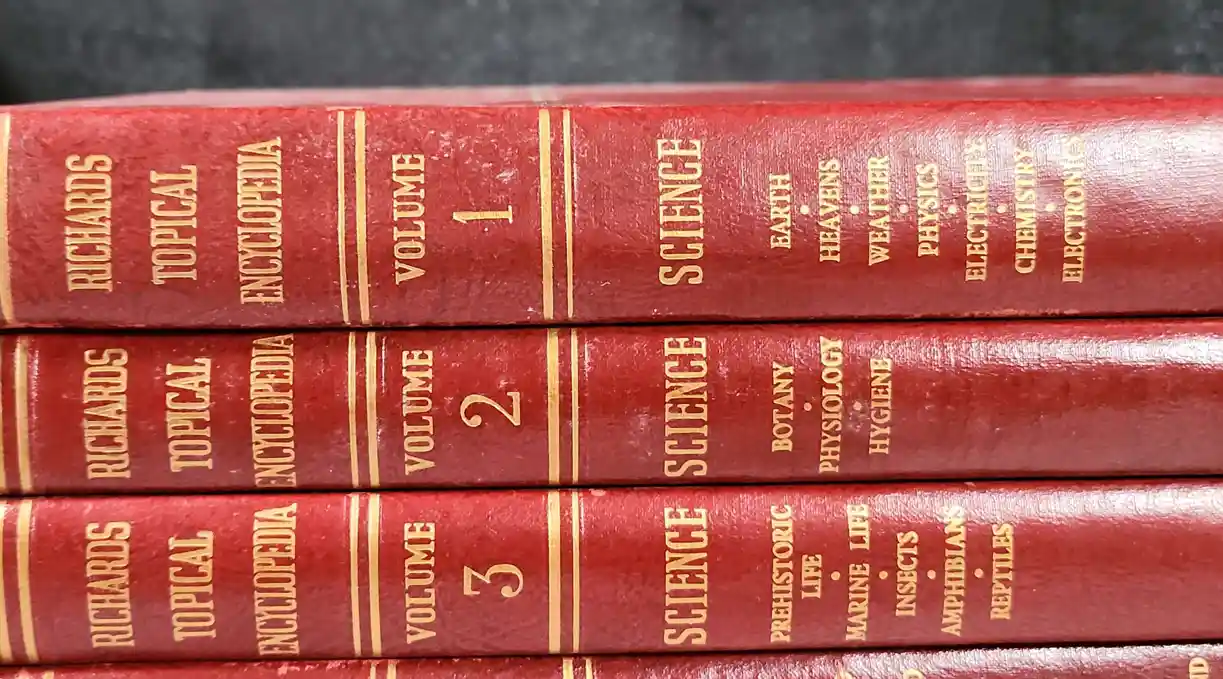 RICHARDS
TOPICAL
ENCYCLOPEDIA
VOLUME
1
SCIENCE
EARTH
•
HEAVENS
•
WEATHER
•
PHYSICS
•
ELECTRICITY
•
CHEMISTRY
•
ELECTRONICS
RICHARDS
TOPICAL
ENCYCLOPEDIA
VOLUME
2
SCIENCE
BOTANY
•
PHYSIOLOGY
•
HYGIENE
RICHARDS
TOPICAL
ENCYCLOPEDIA
VOLUME
3
SCIENCE
PREHISTORIC
LIFE
•
MARINE LIFE
•
INSECTS
•
AMPHIBIANS
•
REPTILES